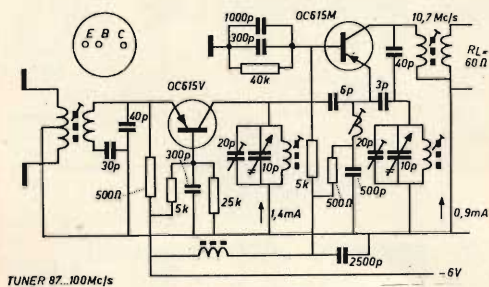 E B C
1000p
300p
40k
OC615M
10,7 Mc/s
40p
RL=
60Ω
OC615V
40p
30p
300p
500Ω
5k
25k
20p
10p
1,4mA
6p
3p
5k
500Ω
20p
500p
10p
0,9mA
2500p
-6V
TUNER 87...100Mc/s